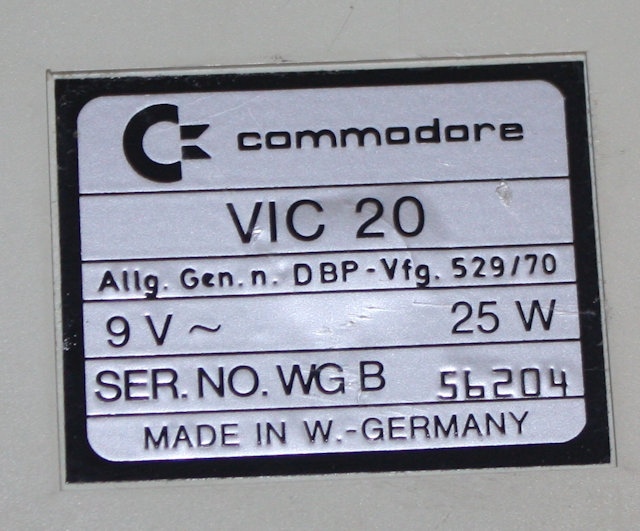 commodore
VIC 20
Allg. Gen. n. DBP-Vfg. 529/70
9 V ~ 25 W
SER. NO. WG B 56204
MADE IN W.-GERMANY